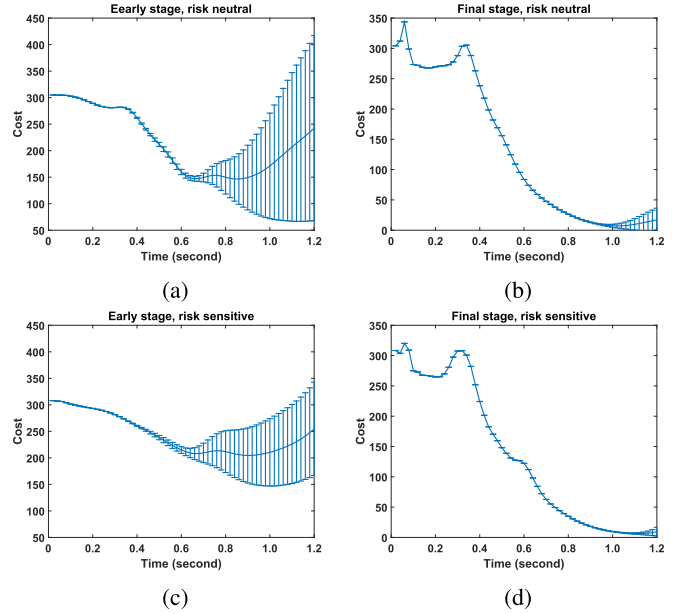 Eearly stage, risk neutral
450
400
350
300
250
200
150
100
50
Cost
0 0.2 0.4 0.6 0.8 1.0 1.2
Time (second)
(a)
Final stage, risk neutral
350
300
250
200
150
100
50
0
Cost
0 0.2 0.4 0.6 0.8 1.0 1.2
Time (second)
(b)
Early stage, risk sensitive
450
400
350
300
250
200
150
100
50
Cost
0 0.2 0.4 0.6 0.8 1.0 1.2
Time (second)
(c)
Final stage, risk sensitive
350
300
250
200
150
100
50
0
Cost
0 0.2 0.4 0.6 0.8 1.0 1.2
Time (second)
(d)